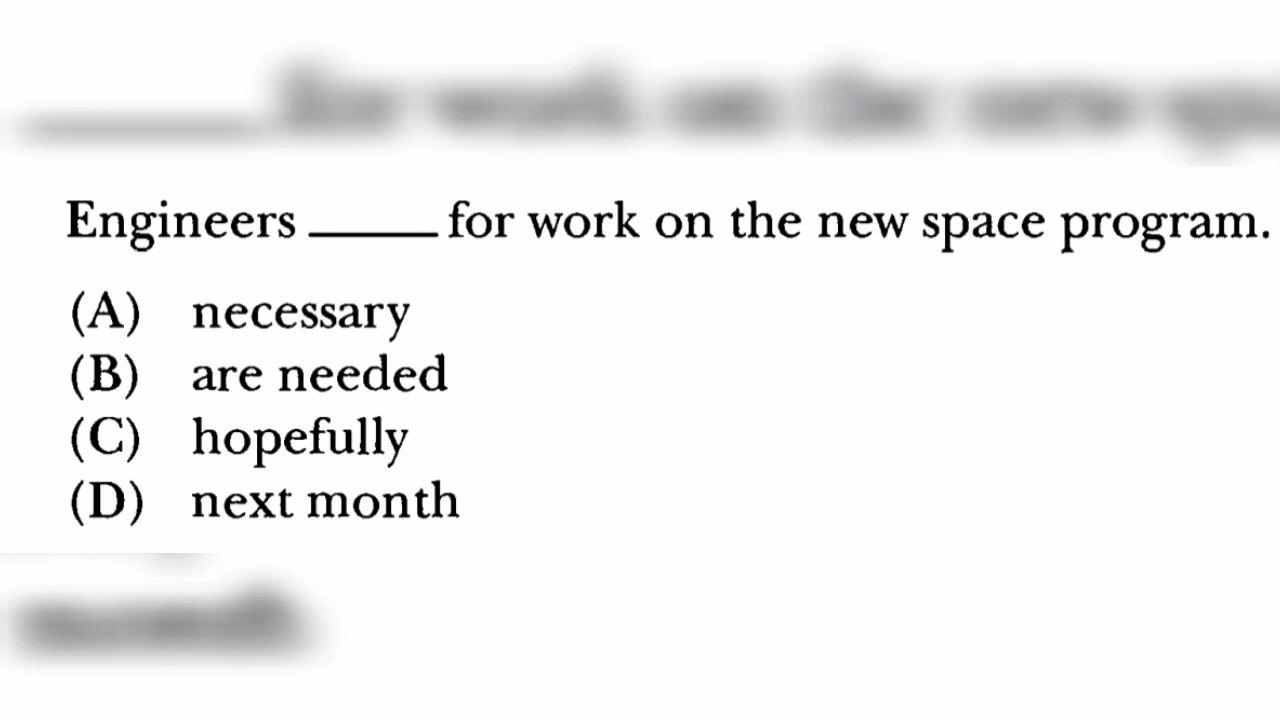 Engineers _____ for work on the new space program.
(A) necessary
(B) are needed
(C) hopefully
(D) next month